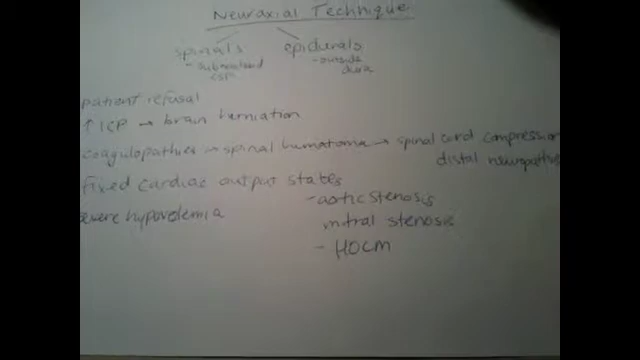 Neuraxial Technique
spinals epidurals
- subarachnoid - outside
CSF dura
patient refusal
↑ ICP → brain herniation
coagulopathies → spinal hematoma → spinal cord compression
distal neuropathies
fixed cardiac output states
- aortic stenosis
severe hypovolemia
mitral stenosis
- HOCM